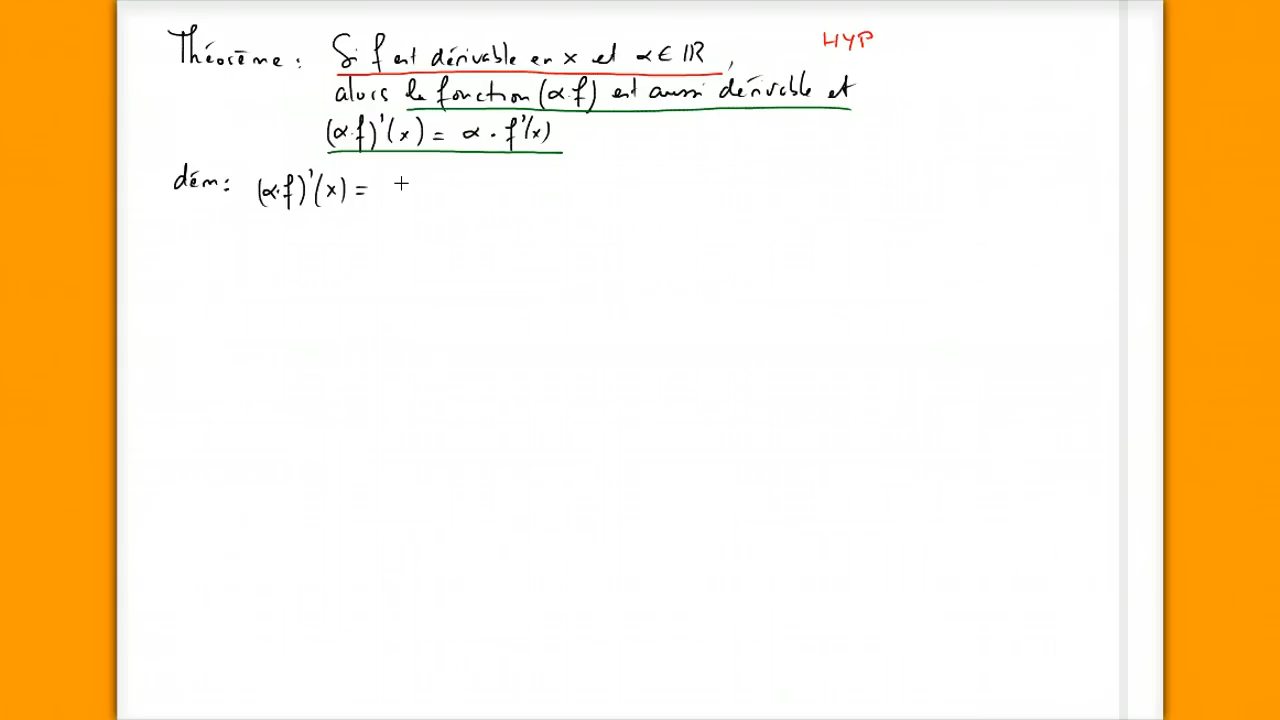 Théorème : Si f est dérivable en x et α ∈ ℝ, HYP
alors la fonction (α·f) est aussi dérivable et
(α·f)'(x) = α · f'(x)
dém : (α·f)'(x) = +